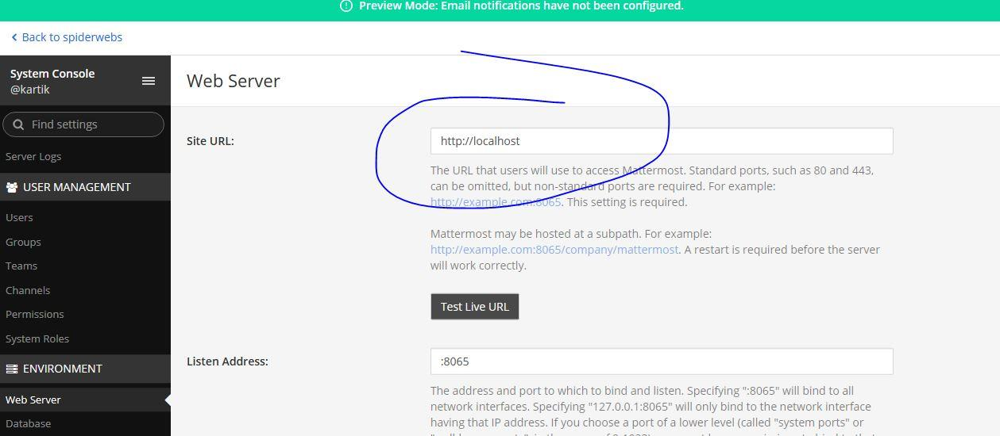 Preview Mode: Email notifications have not been configured.
Back to spiderwebs
System Console
@kartik
Find settings
Server Logs
USER MANAGEMENT
Users
Groups
Teams
Channels
Permissions
System Roles
ENVIRONMENT
Web Server
Database
Web Server
Site URL:
http://localhost
The URL that users will use to access Mattermost. Standard ports, such as 80 and 443,
can be omitted, but non-standard ports are required. For example:
http://example.com:8065. This setting is required.
Mattermost may be hosted at a subpath. For example:
http://example.com:8065/company/mattermost. A restart is required before the server
will work correctly.
Test Live URL
Listen Address:
:8065
The address and port to which to bind and listen. Specifying ":8065" will bind to all
network interfaces. Specifying "127.0.0.1:8065" will only bind to the network interface
having that IP address. If you choose a port of a lower level (called "system ports" or